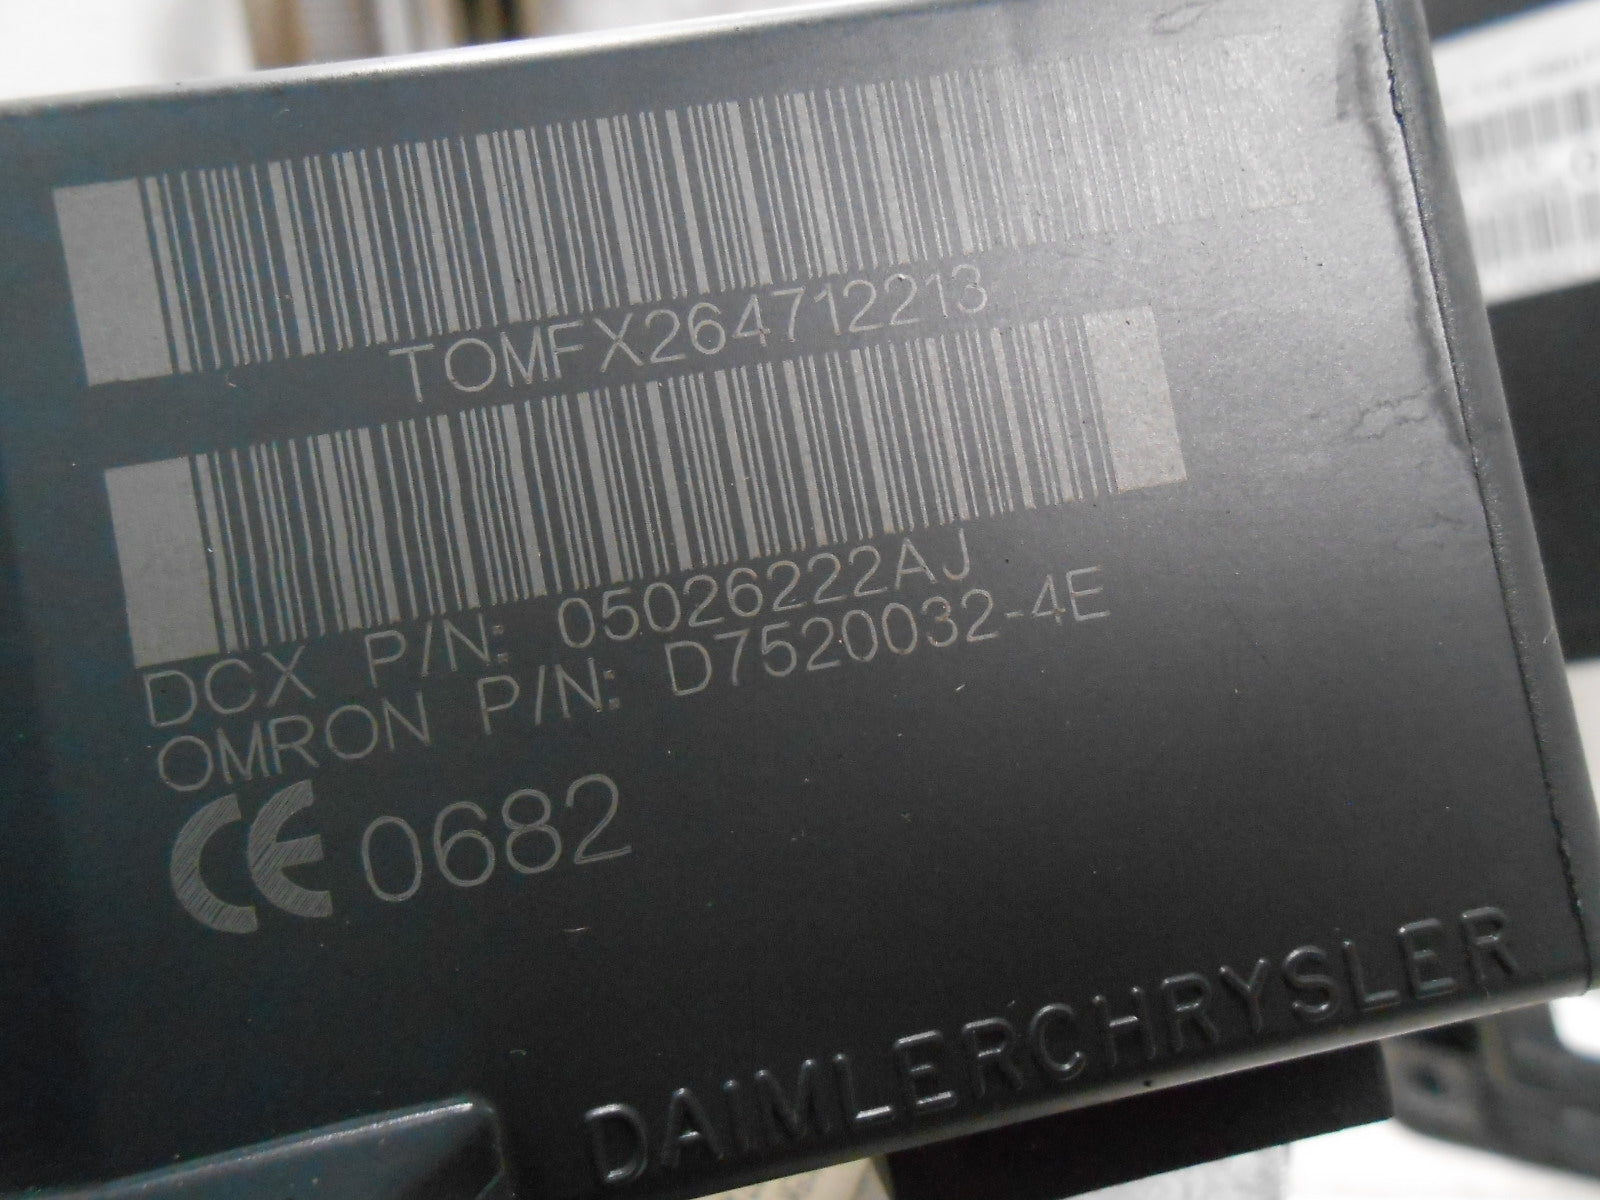 TOMFX264712213
DCX P/N: 05026222AJ
OMRON P/N: D7520032-4E
CE 0682
DAIMLERCHRYSLER